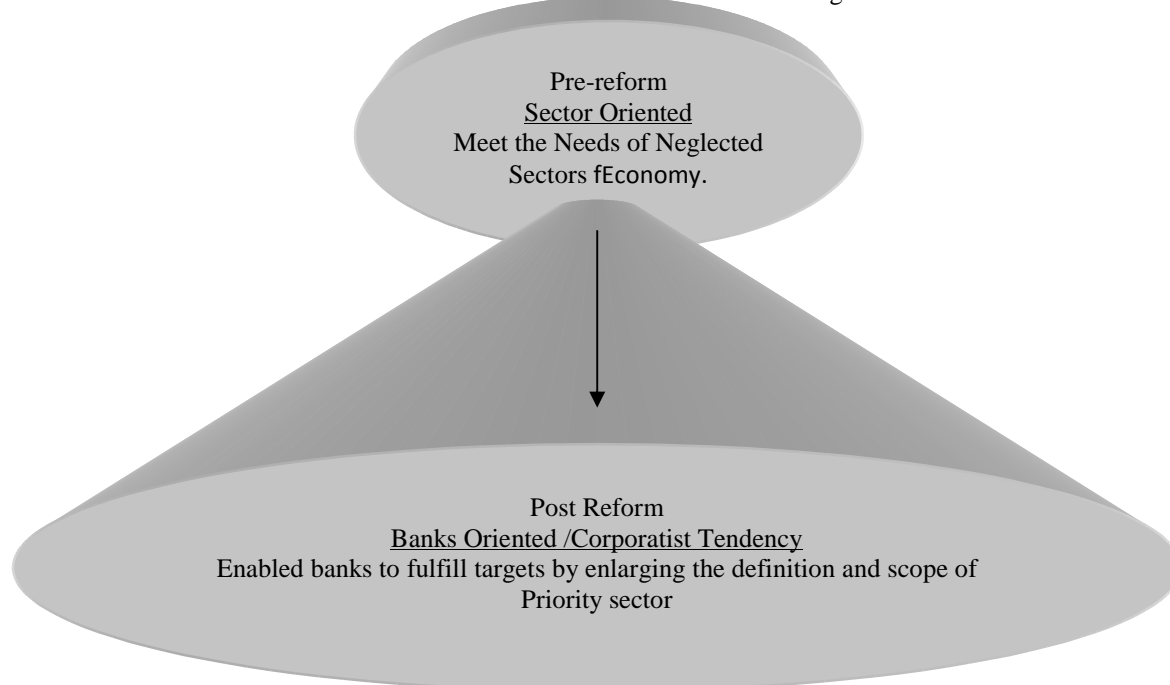 g
Pre-reform
Sector Oriented
Meet the Needs of Neglected
Sectors fEconomy.
Post Reform
Banks Oriented /Corporatist Tendency
Enabled banks to fulfill targets by enlarging the definition and scope of
Priority sector